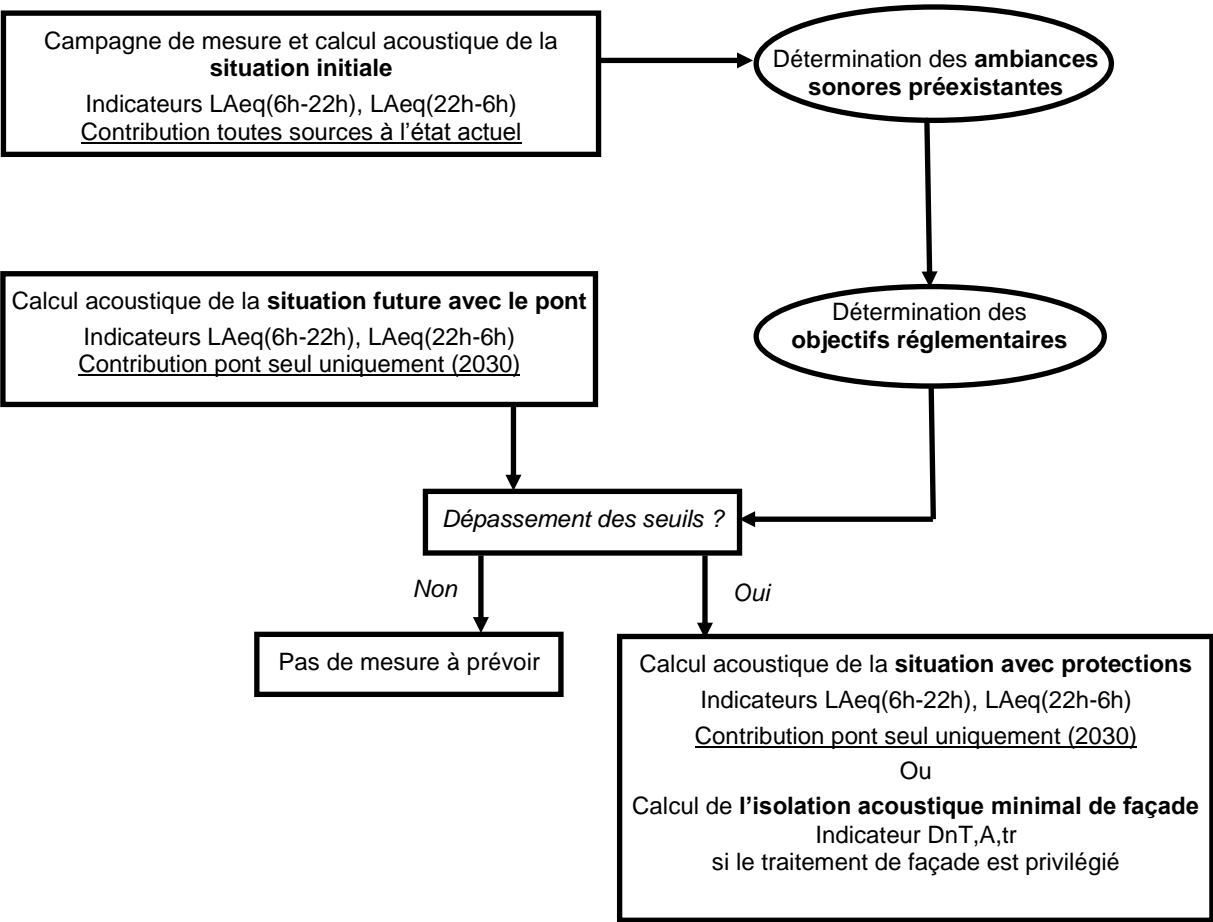 Campagne de mesure et calcul acoustique de la
situation initiale
Indicateurs LAeq(6h-22h), LAeq(22h-6h)
Contribution toutes sources à l'état actuel
Détermination des ambiances
sonores préexistantes
Calcul acoustique de la situation future avec le pont
Indicateurs LAeq(6h-22h), LAeq(22h-6h)
Contribution pont seul uniquement (2030)
Détermination des
objectifs réglementaires
Dépassement des seuils ?
Non
Oui
Pas de mesure à prévoir
Calcul acoustique de la situation avec protections
Indicateurs LAeq(6h-22h), LAeq(22h-6h)
Contribution pont seul uniquement (2030)
Ou
Calcul de l'isolation acoustique minimal de façade
Indicateur DnT,A,tr
si le traitement de façade est privilégié